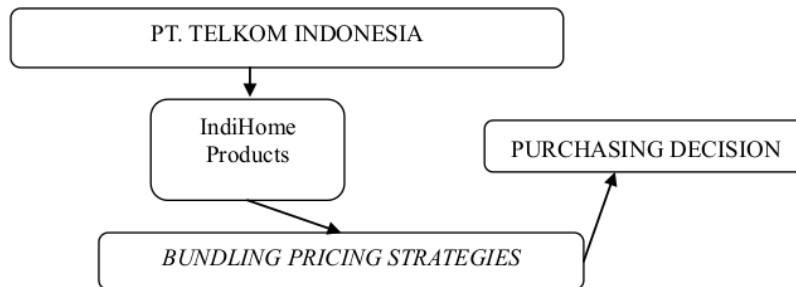 PT. TELKOM INDONESIA
IndiHome
Products
PURCHASING DECISION
BUNDLING PRICING STRATEGIES